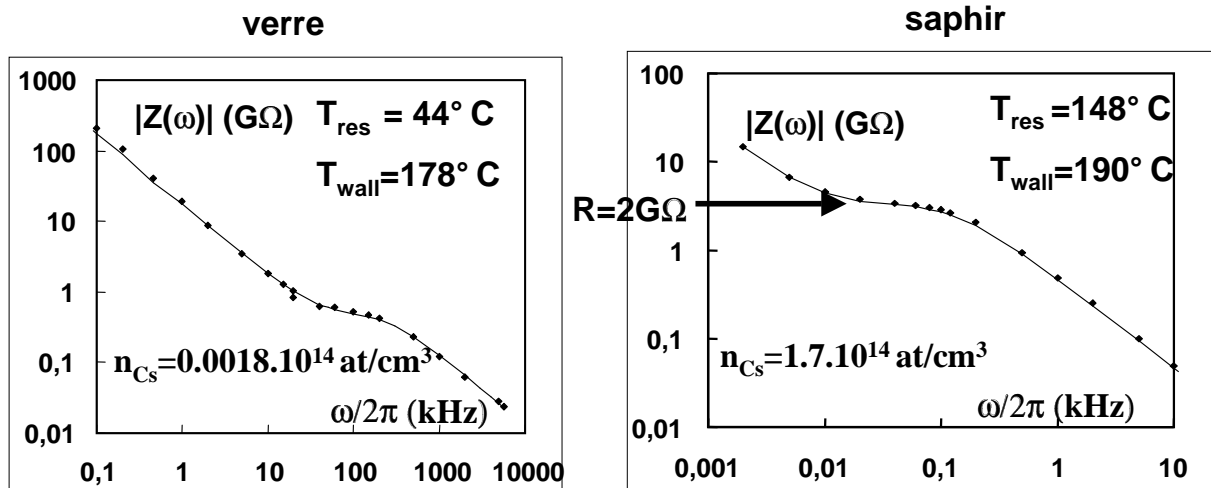 verre
1000
100
10
1
0,1
0,01
|Z(ω)| (GΩ)
T_res = 44° C
T_wall=178° C
n_Cs=0.0018.10^14 at/cm^3
ω/2π (kHz)
0,1 1 10 100 1000 10000
saphir
100
10
1
0,1
0,01
|Z(ω)| (GΩ)
T_res=148° C
T_wall=190° C
R=2GΩ
n_Cs=1.7.10^14 at/cm^3
ω/2π (kHz)
0,001 0,01 0,1 1 10